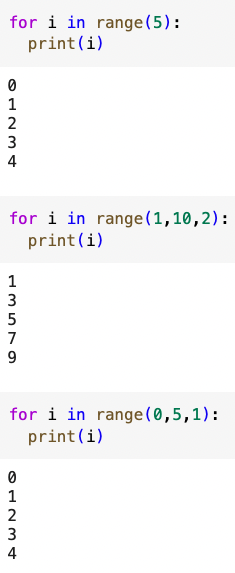 for i in range(5):
  print(i)
0
1
2
3
4
for i in range(1,10,2):
  print(i)
1
3
5
7
9
for i in range(0,5,1):
  print(i)
0
1
2
3
4